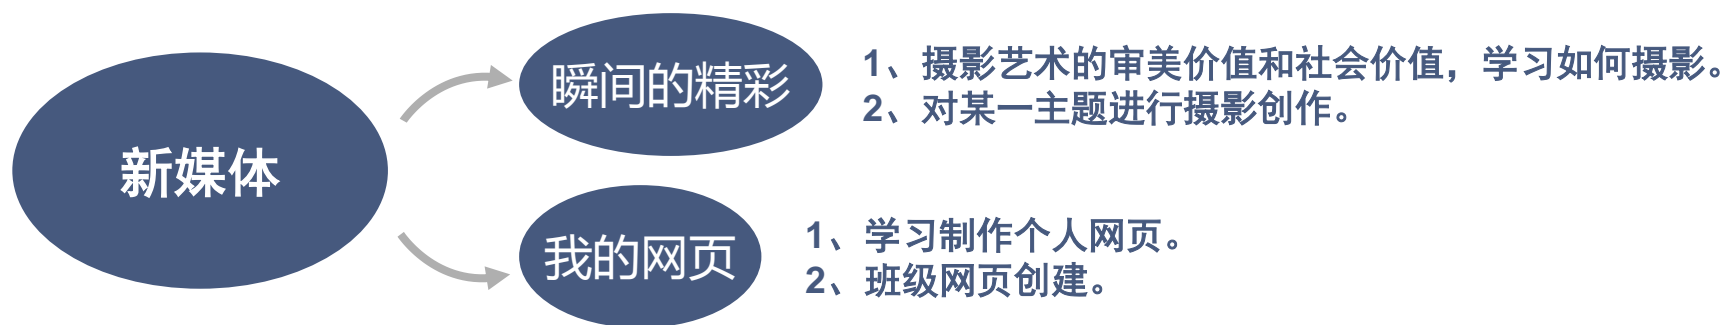 新媒体
瞬间的精彩
1、摄影艺术的审美价值和社会价值，学习如何摄影。
2、对某一主题进行摄影创作。
我的网页
1、学习制作个人网页。
2、班级网页创建。